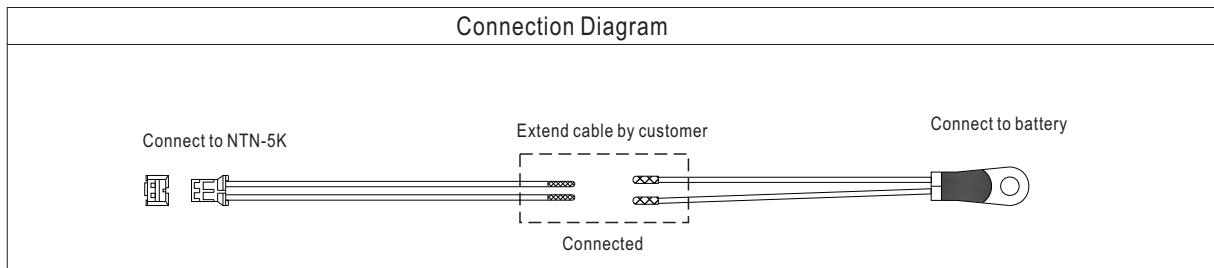 Connection Diagram
Connect to NTN-5K
Extend cable by customer
Connect to battery
Connected